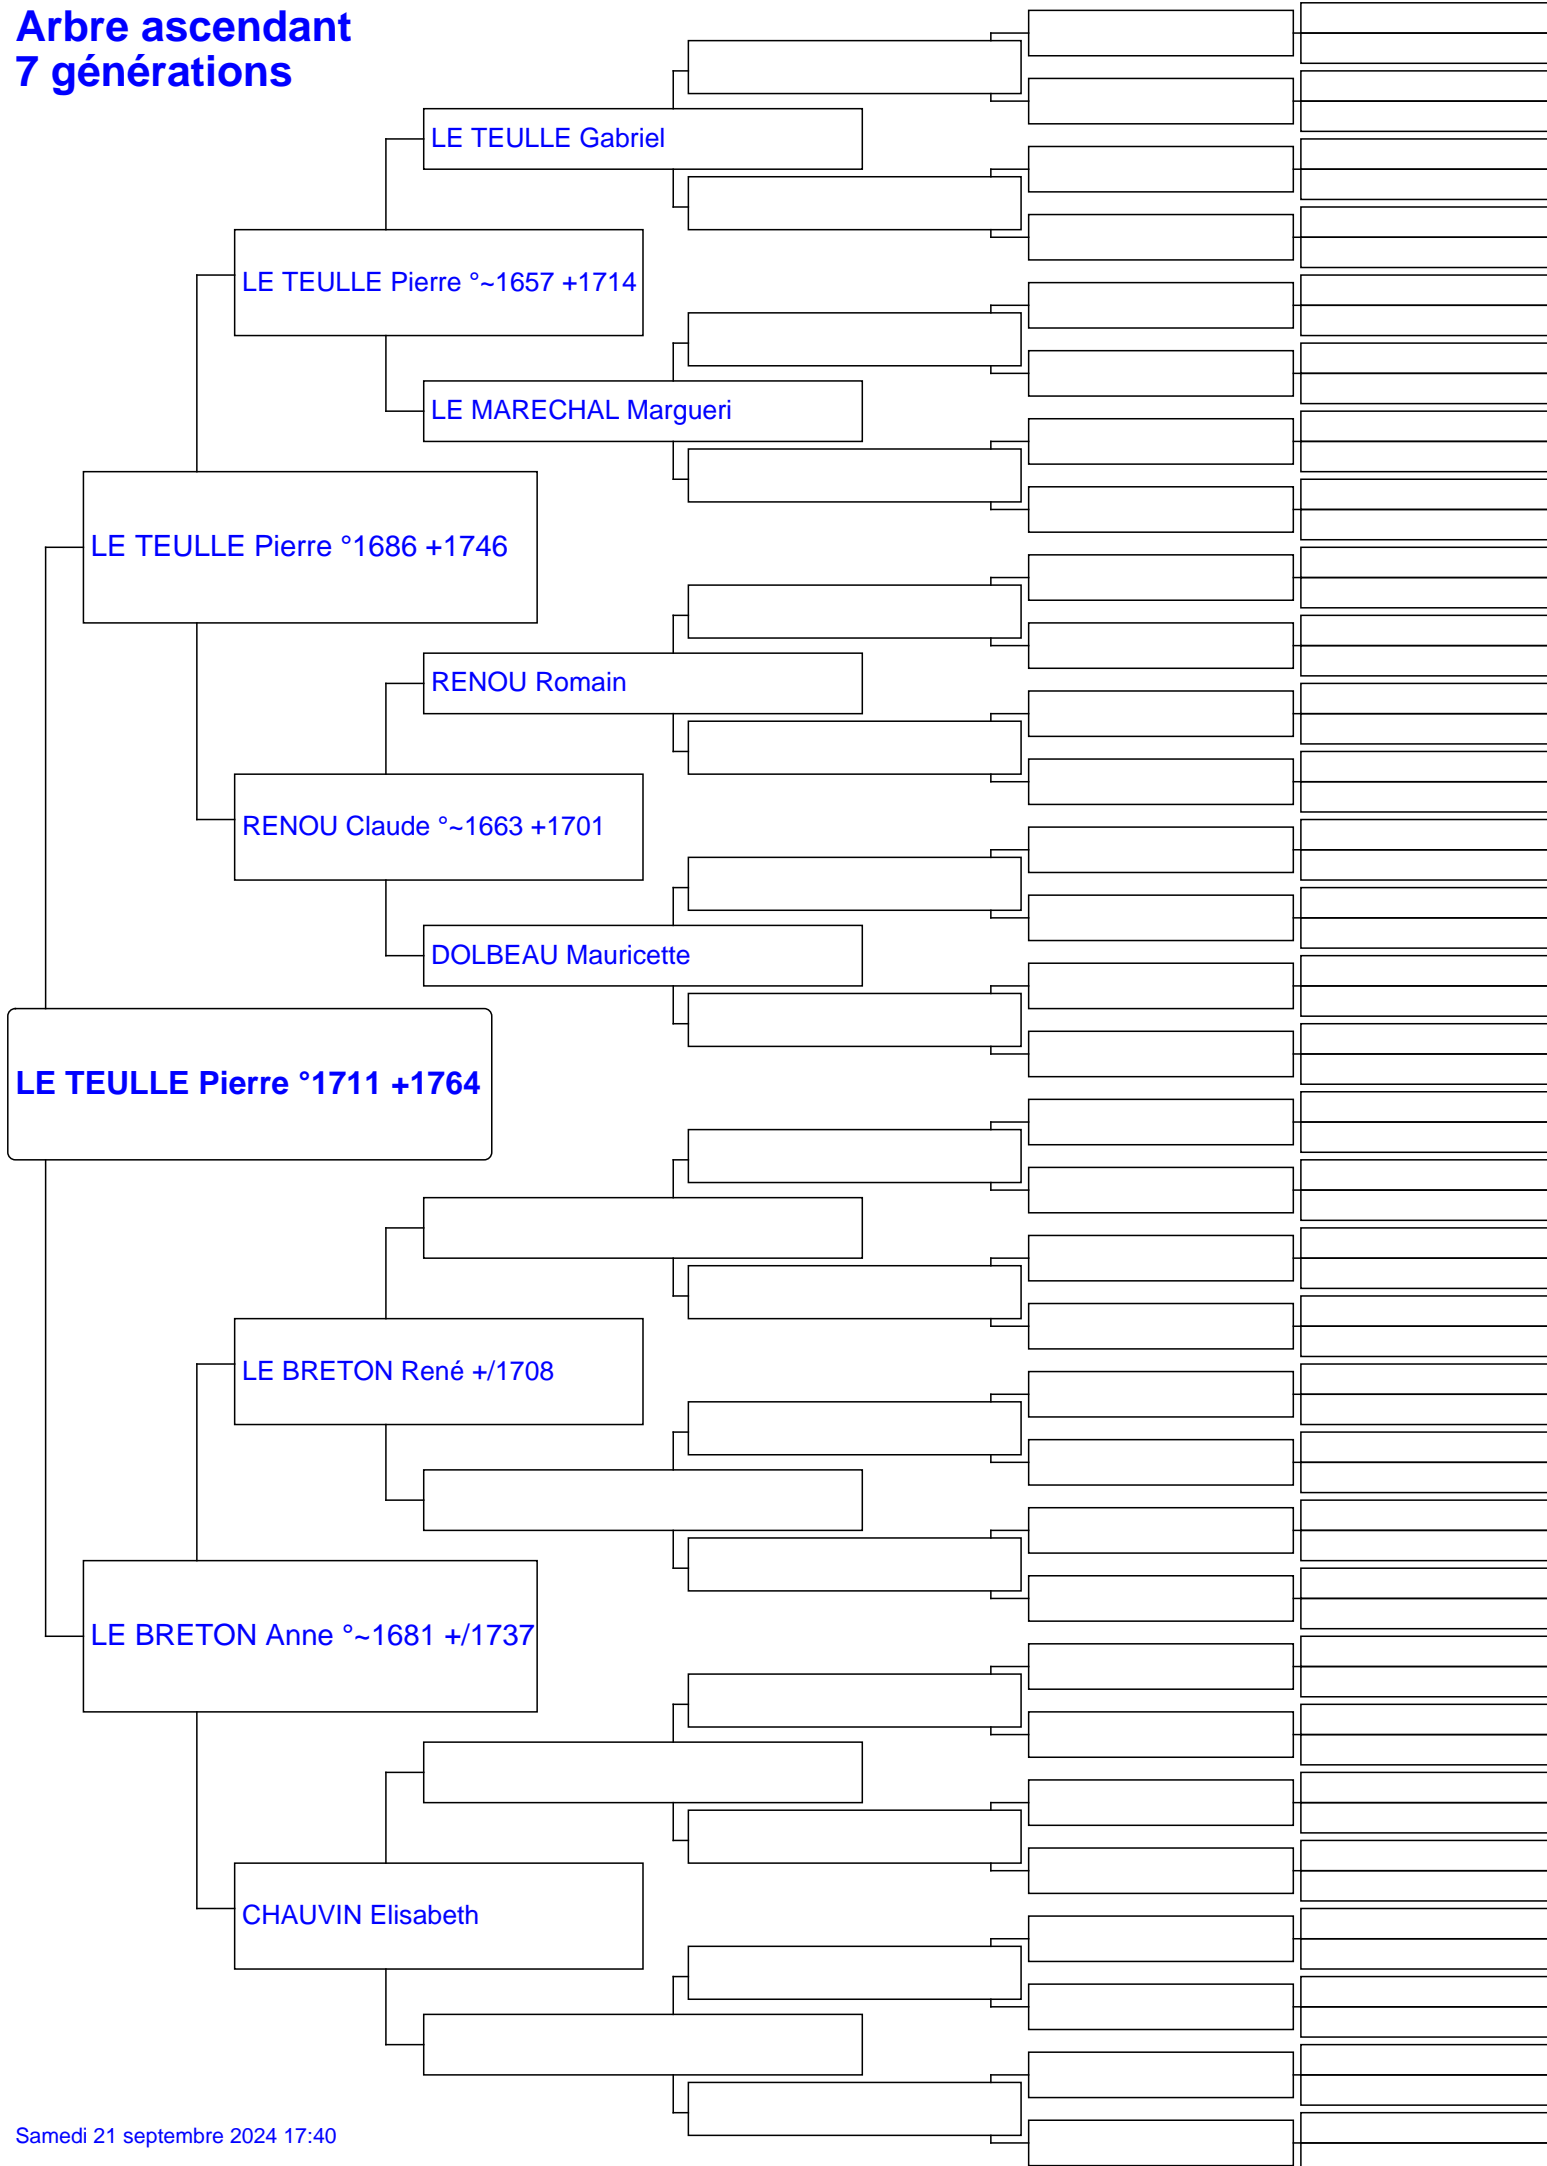 Arbre ascendant
7 générations
LE TEULLE Gabriel
LE TEULLE Pierre °~1657 +1714
LE MARECHAL Margueri
LE TEULLE Pierre °1686 +1746
RENOU Romain
RENOU Claude °~1663 +1701
DOLBEAU Mauricette
LE TEULLE Pierre °1711 +1764
LE BRETON René +/1708
LE BRETON Anne °~1681 +/1737
CHAUVIN Elisabeth
Samedi 21 septembre 2024 17:40